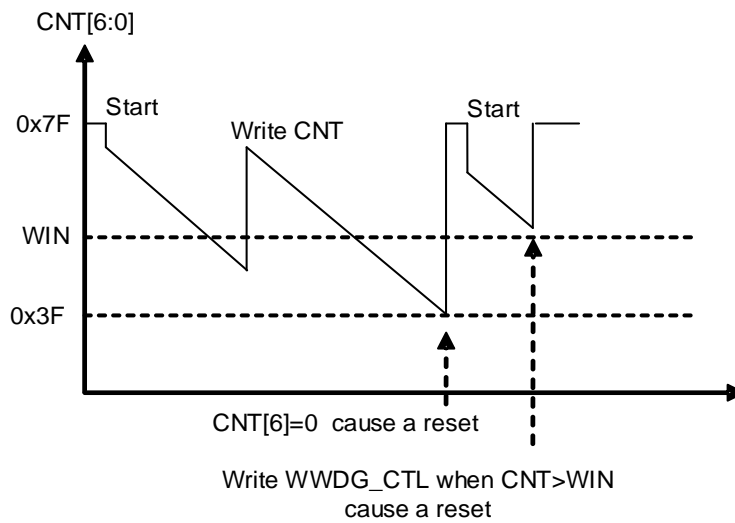 CNT[6:0]
Start
Start
0x7F
Write CNT
WIN
0x3F
CNT[6]=0 cause a reset
Write WWDG_CTL when CNT>WIN
cause a reset